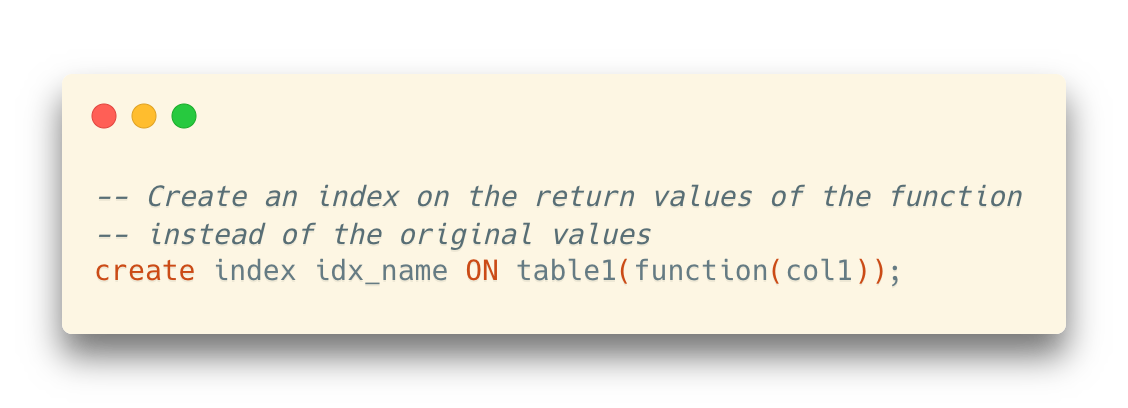 -- Create an index on the return values of the function
-- instead of the original values
create index idx_name ON table1(function(col1));